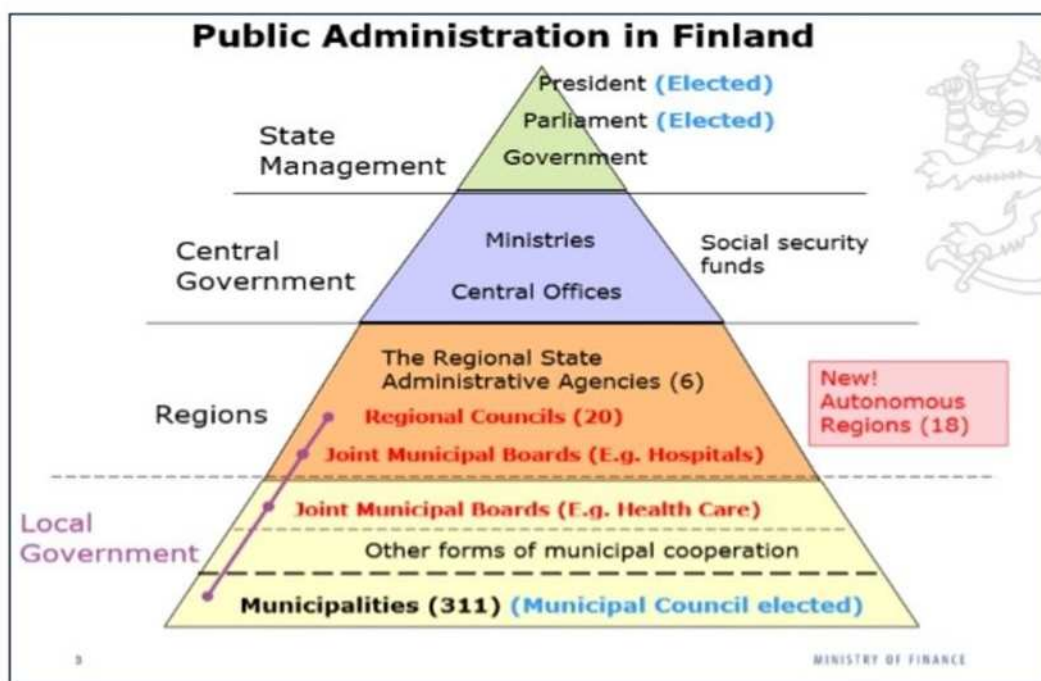 Public Administration in Finland
President (Elected)
Parliament (Elected)
Government
State
Management
Ministries
Central Offices
Central
Government
Social security
funds
The Regional State
Administrative Agencies (6)
Regional Councils (20)
Joint Municipal Boards (E.g. Hospitals)
Regions
New!
Autonomous
Regions (18)
Local
Government
Joint Municipal Boards (E.g. Health Care)
Other forms of municipal cooperation
Municipalities (311) (Municipal Council elected)
MINISTRY OF FINANCE